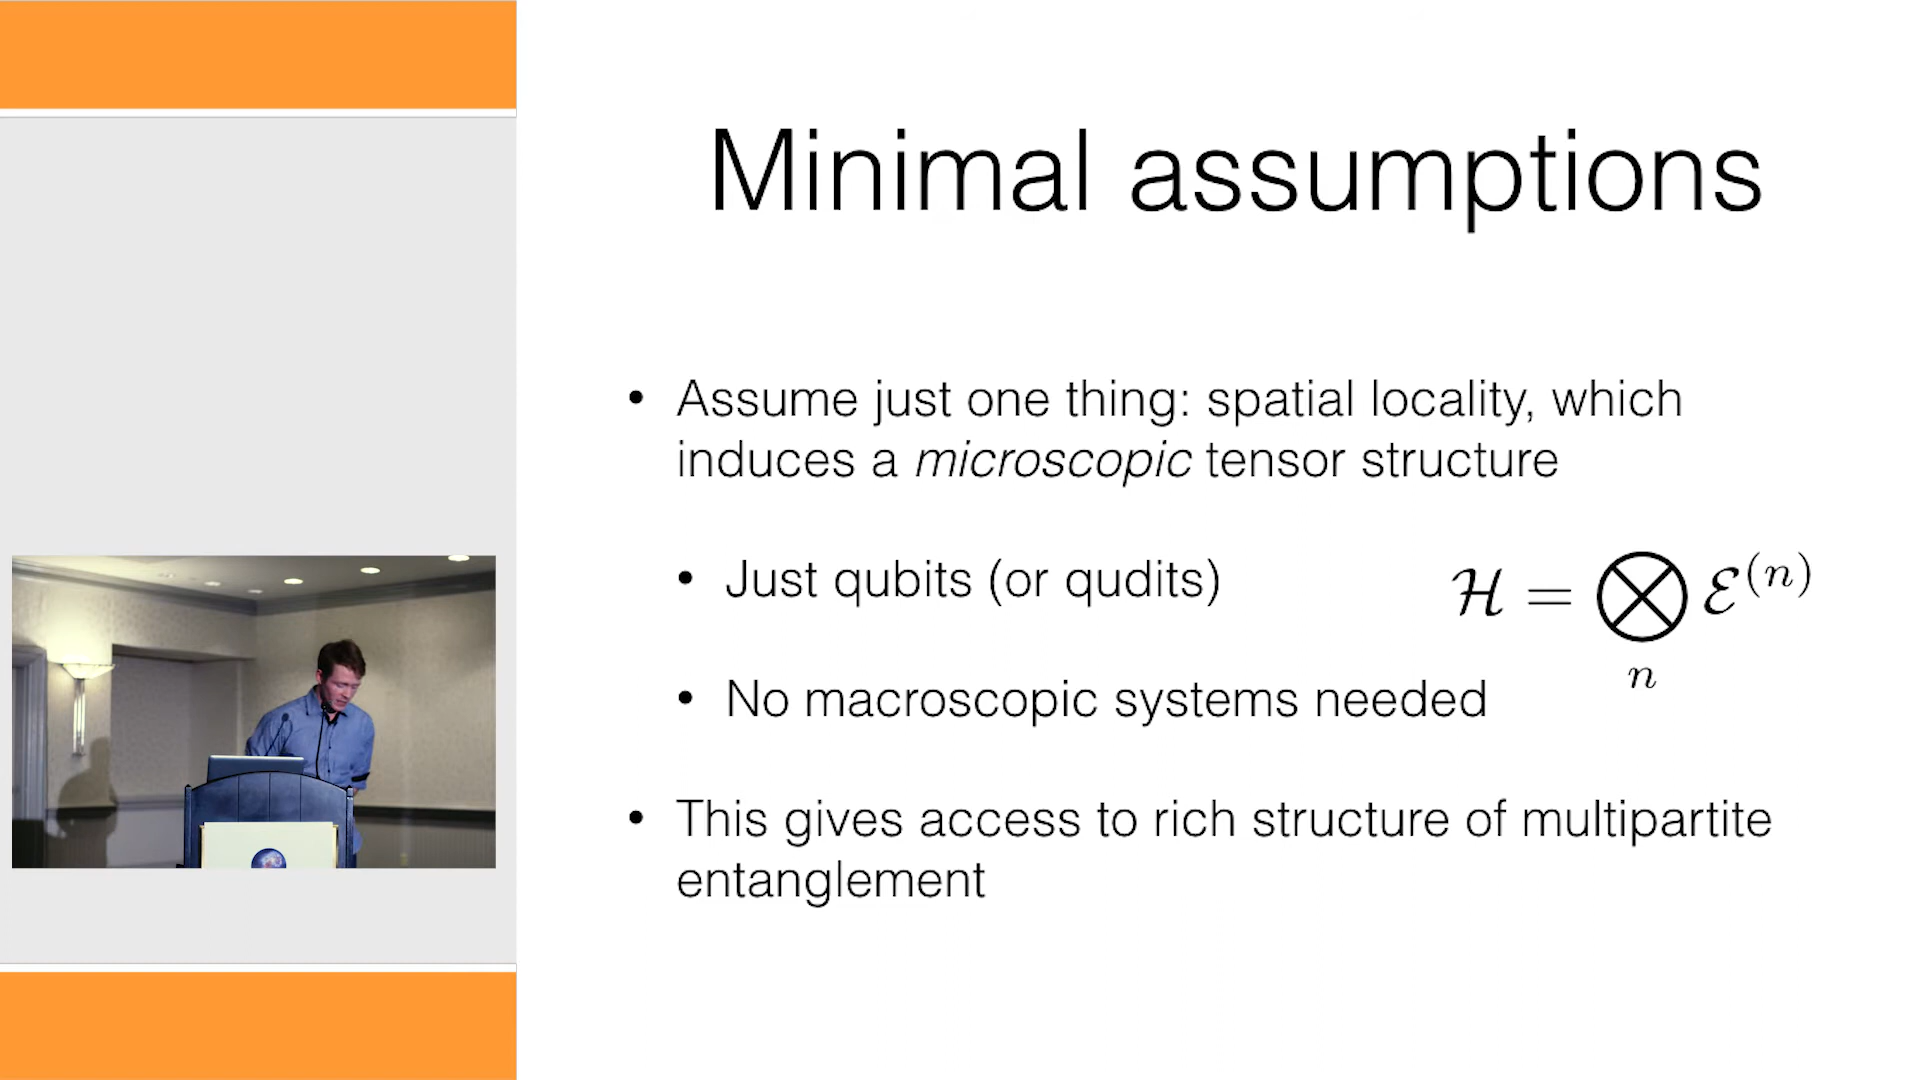 Minimal assumptions
• Assume just one thing: spatial locality, which
induces a microscopic tensor structure
• Just qubits (or qudits)
ℋ = ⨂ₙ ℰ⁽ⁿ⁾
• No macroscopic systems needed
• This gives access to rich structure of multipartite
entanglement